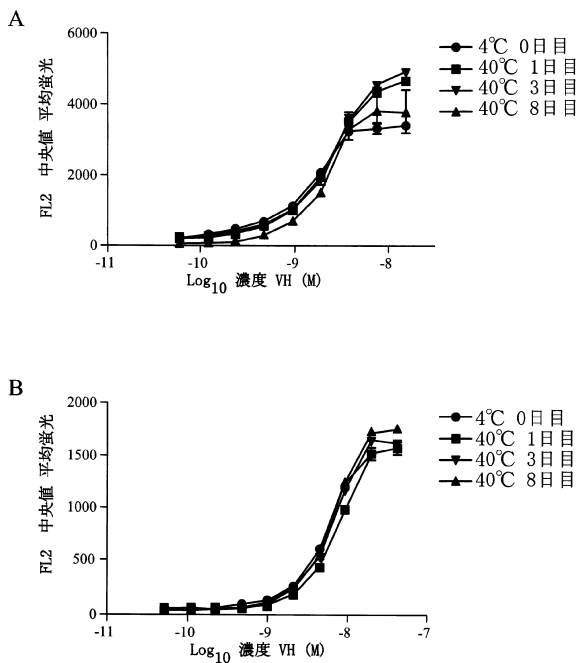 A
6000
4000
2000
0
FL2 中央値 平均蛍光
-11
-10
-9
-8
Log10 濃度 VH (M)
4℃ 0日目
40℃ 1日目
40℃ 3日目
40℃ 8日目
B
2000
1500
1000
500
0
FL2 中央値 平均蛍光
-11
-10
-9
-8
-7
Log10 濃度 VH (M)
4℃ 0日目
40℃ 1日目
40℃ 3日目
40℃ 8日目